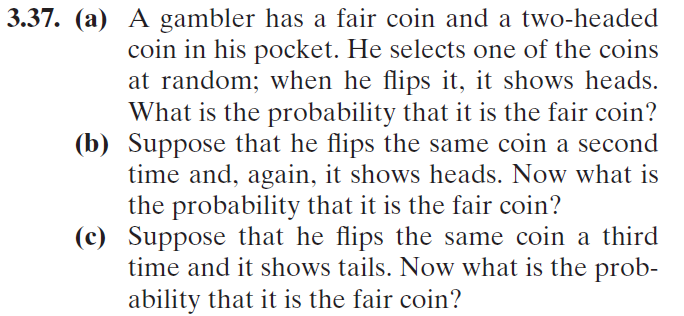 3.37. (a) A gambler has a fair coin and a two-headed
coin in his pocket. He selects one of the coins
at random; when he flips it, it shows heads.
What is the probability that it is the fair coin?
(b) Suppose that he flips the same coin a second
time and, again, it shows heads. Now what is
the probability that it is the fair coin?
(c) Suppose that he flips the same coin a third
time and it shows tails. Now what is the prob-
ability that it is the fair coin?